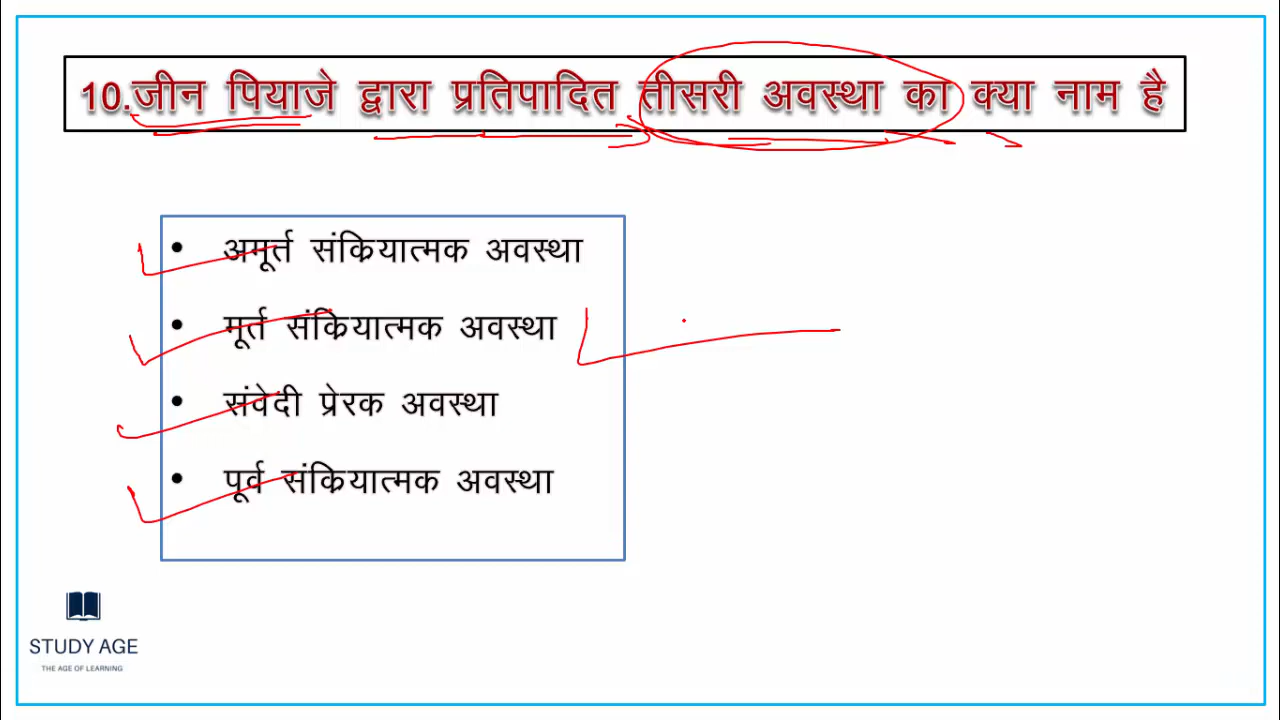 10.जीन पियाजे द्वारा प्रतिपादित तीसरी अवस्था का क्या नाम है
• अमूर्त संक्रियात्मक अवस्था
• मूर्त संक्रियात्मक अवस्था
• संवेदी प्रेरक अवस्था
• पूर्व संक्रियात्मक अवस्था
STUDY AGE
THE AGE OF LEARNING